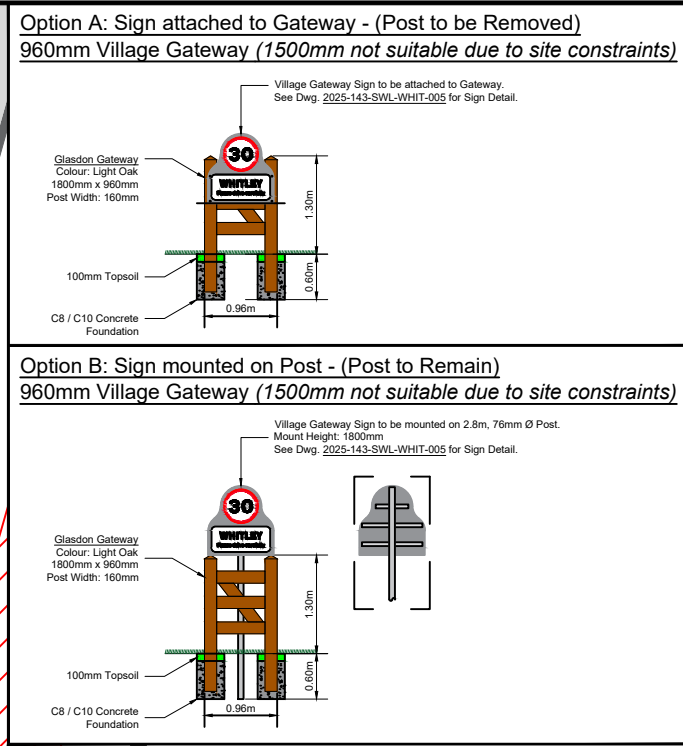 Option A: Sign attached to Gateway - (Post to be Removed)
960mm Village Gateway (1500mm not suitable due to site constraints)
Village Gateway Sign to be attached to Gateway.
See Dwg. 2025-143-SWL-WHIT-005 for Sign Detail.
Glasdon Gateway
Colour: Light Oak
1800mm x 960mm
Post Width: 160mm
30
WHITLEY
1.30m
100mm Topsoil
0.60m
0.96m
C8 / C10 Concrete
Foundation
Option B: Sign mounted on Post - (Post to Remain)
960mm Village Gateway (1500mm not suitable due to site constraints)
Village Gateway Sign to be mounted on 2.8m, 76mm Ø Post.
Mount Height: 1800mm
See Dwg. 2025-143-SWL-WHIT-005 for Sign Detail.
30
WHITLEY
Glasdon Gateway
Colour: Light Oak
1800mm x 960mm
Post Width: 160mm
1.30m
100mm Topsoil
0.60m
0.96m
C8 / C10 Concrete
Foundation